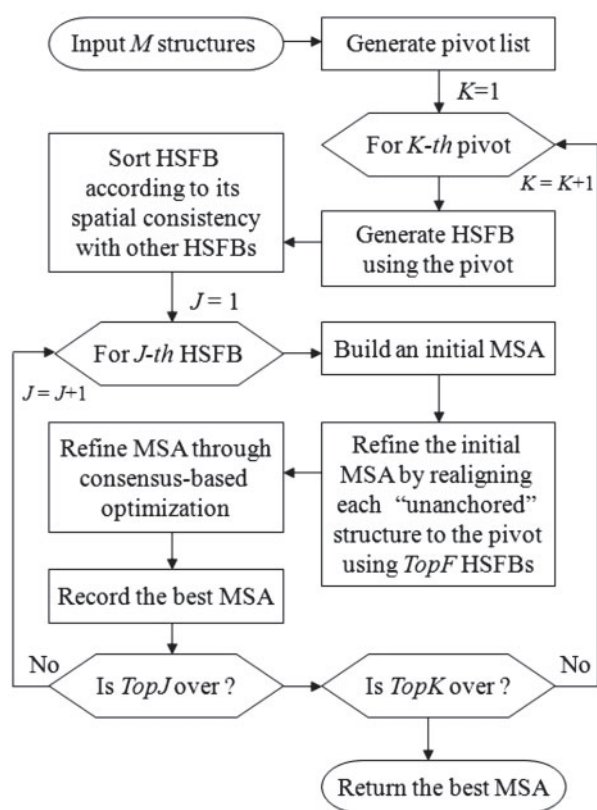 Input M structures
Generate pivot list
K=1
For K-th pivot
K = K+1
Generate HSFB
using the pivot
Sort HSFB
according to its
spatial consistency
with other HSFBs
J = 1
For J-th HSFB
J = J+1
Build an initial MSA
Refine the initial
MSA by realigning
each “unanchored”
structure to the pivot
using TopF HSFBs
Refine MSA through
consensus-based
optimization
Record the best MSA
No
Is TopJ over ?
Is TopK over ?
No
Return the best MSA